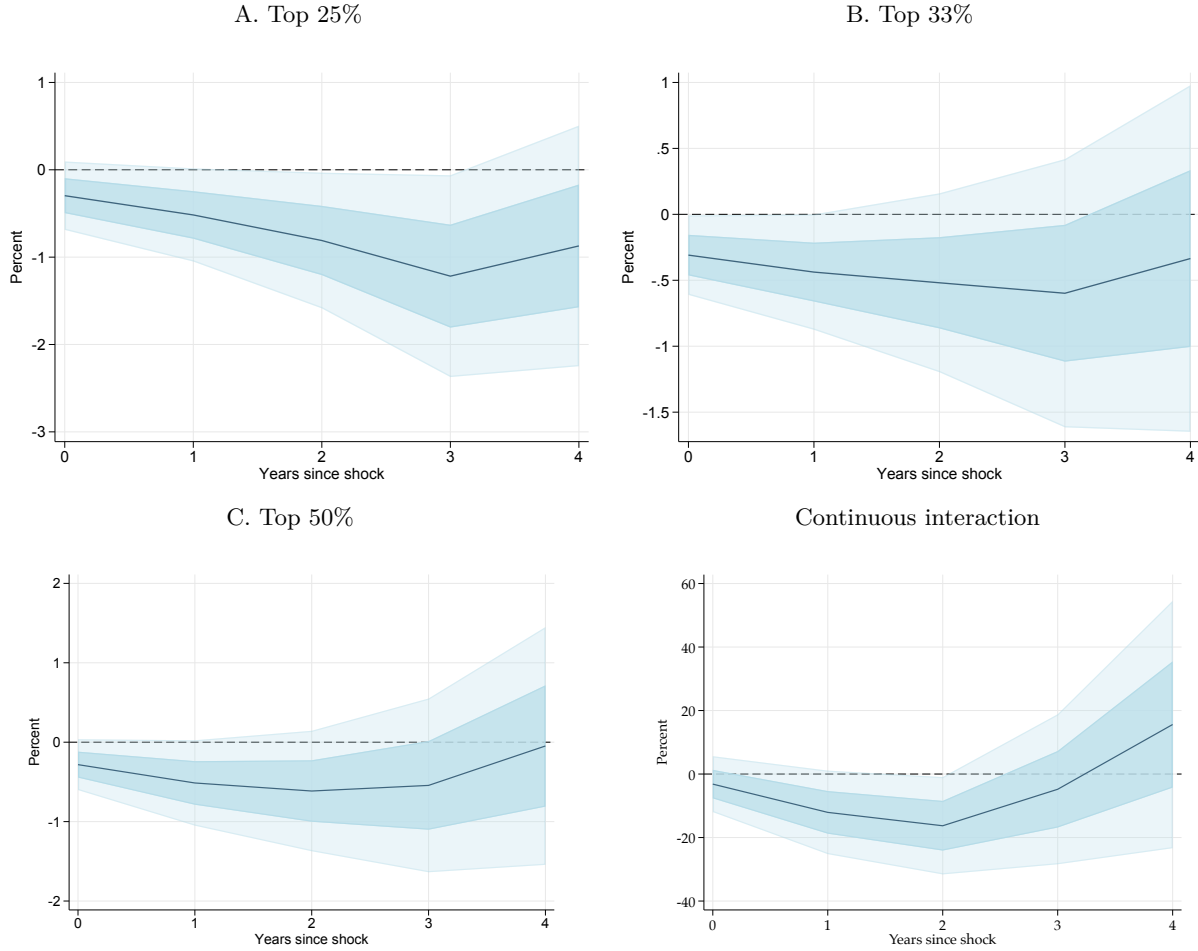 A. Top 25%
1
0
-1
-2
-3
Percent
0 1 2 3 4
Years since shock
B. Top 33%
1
.5
0
-.5
-1
-1.5
Percent
0 1 2 3 4
Years since shock
C. Top 50%
2
1
0
-1
-2
Percent
0 1 2 3 4
Years since shock
Continuous interaction
60
40
20
0
-20
-40
Percent
0 1 2 3 4
Years since shock